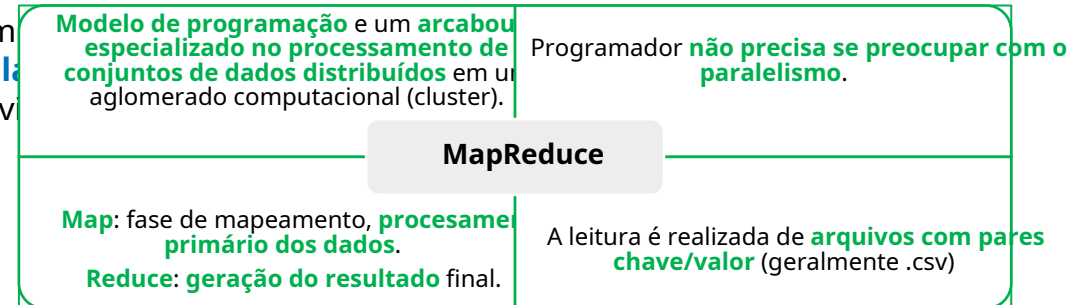 Modelo de programação e um
especializado no processamento de
conjuntos de dados distribuídos em
aglomerado computacional (cluster).
Programador não precisa se preocupar com o
paralelismo.
MapReduce
Map: fase de mapeamento,
primário dos dados.
Reduce: geração do resultado final.
A leitura é realizada de arquivos com pares
chave/valor (geralmente .csv)